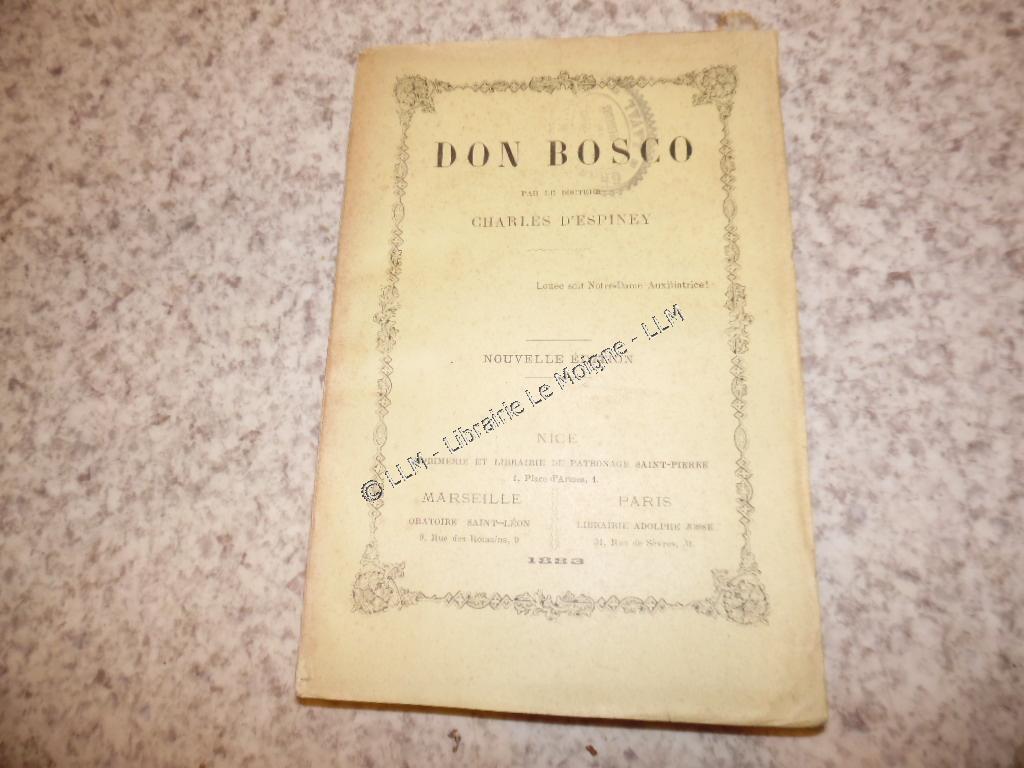 DON BOSCO
PAR LE DOCTEUR
CHARLES D'ESPINEY
Louée soit Notre-Dame Auxiliatrice!
NOUVELLE ÉDITION
© LLM - Librairie Le Moigne - LLM
NICE
IMPRIMERIE ET LIBRAIRIE DU PATRONAGE SAINT-PIERRE
1, Place d'Armes, 1.
MARSEILLE
ORATOIRE SAINT-LÉON
9, Rue des Romains, 9
PARIS
LIBRAIRIE ADOLPHE JOSSE
31, Rue de Sèvres, 31.
1883